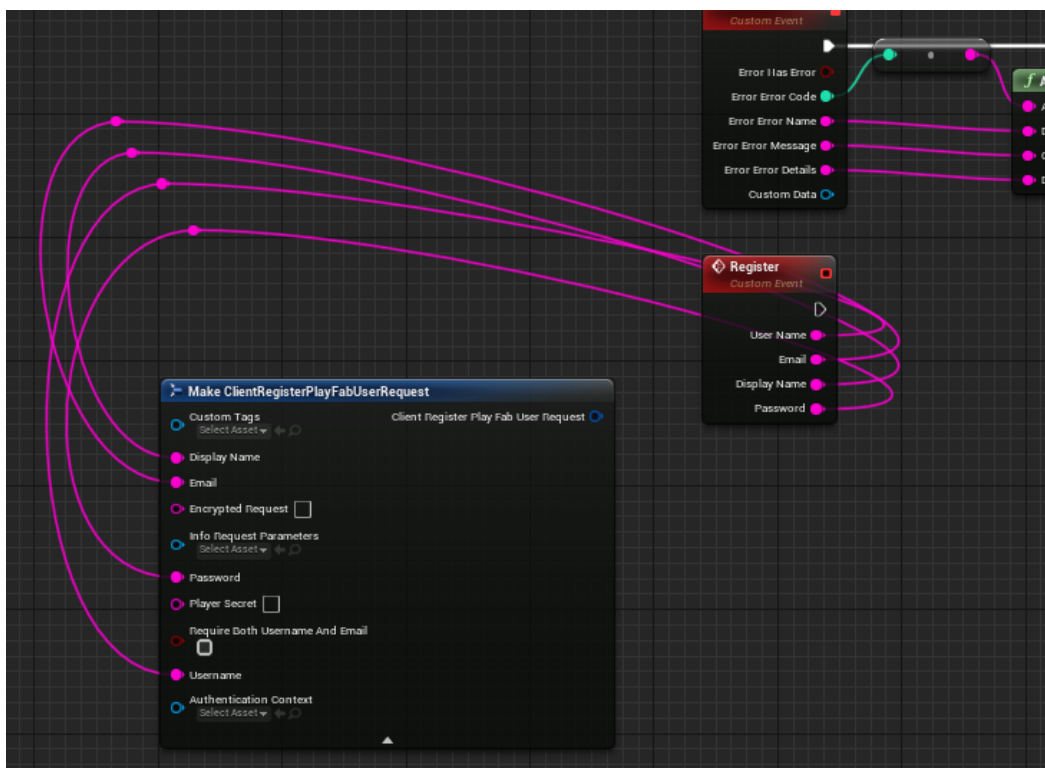 Custom Event
Error Has Error
Error Error Code
Error Error Name
Error Error Message
Error Error Details
Custom Data
f A
A
D
C
D
Register
Custom Event
User Name
Email
Display Name
Password
Make ClientRegisterPlayFabUserRequest
Custom Tags
Client Register Play Fab User Request
Select Asset
Display Name
Email
Encrypted Request
Info Request Parameters
Select Asset
Password
Player Secret
Require Both Username And Email
Username
Authentication Context
Select Asset